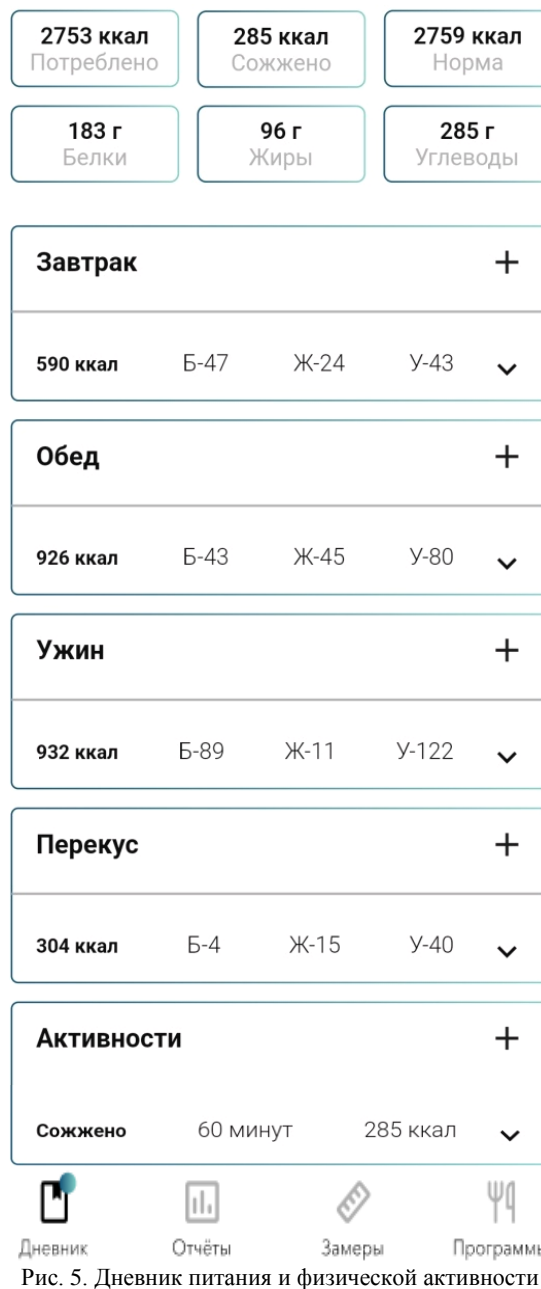 2753 ккал 285 ккал 2759 ккал
Потреблено Сожжено Норма
183 г 96 г 285 г
Белки Жиры Углеводы
Завтрак
590 ккал Б-47 Ж-24 У-43
Обед
926 ккал Б-43 Ж-45 У-80
Ужин
932 ккал Б-89 Ж-11 У-122
Перекус
304 ккал Б-4 Ж-15 У-40
Активности
Сожжено 60 минут 285 ккал
Дневник Отчёты Замеры Программы
Рис. 5. Дневник питания и физической активности